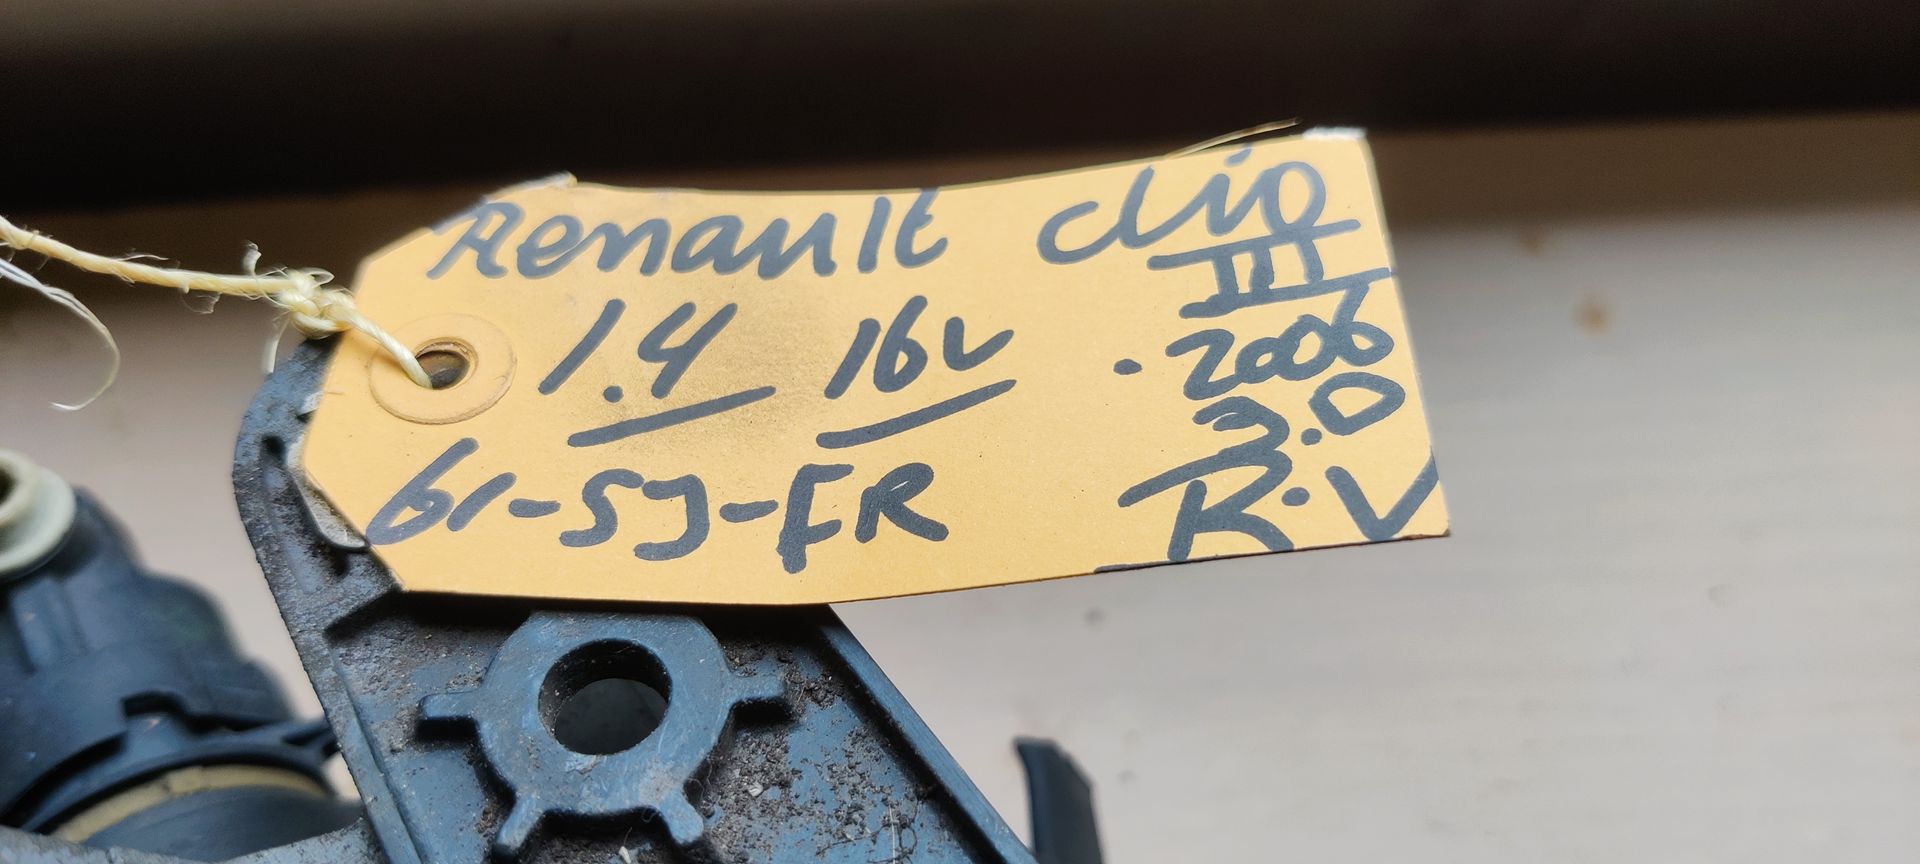 Renault clio
III
1.4 16v .2006
3.0
61-SJ-FR R.V